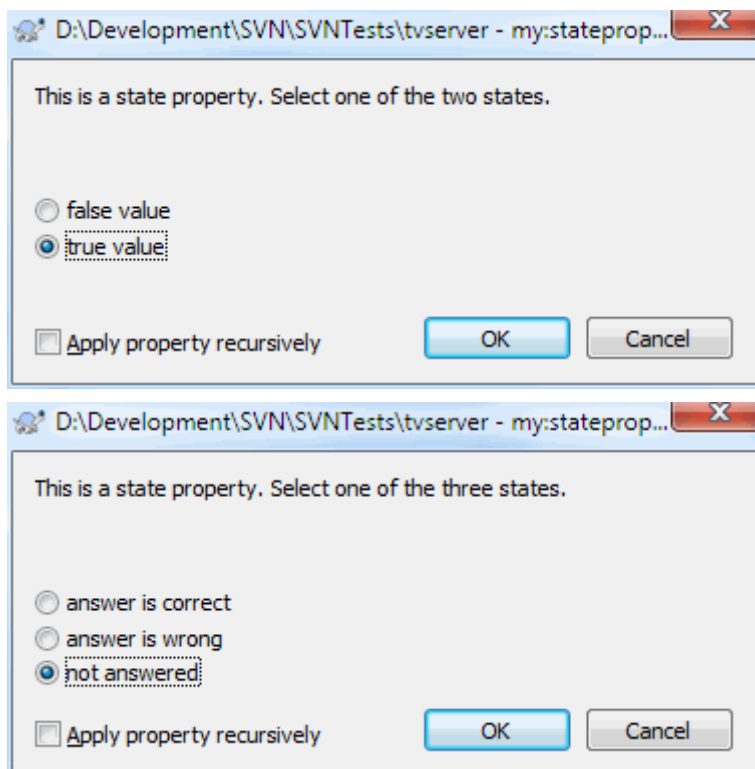 D:\Development\SVN\SVNTests\tvserver - my:stateprop...
This is a state property. Select one of the two states.
false value
true value
Apply property recursively
OK
Cancel
D:\Development\SVN\SVNTests\tvserver - my:stateprop...
This is a state property. Select one of the three states.
answer is correct
answer is wrong
not answered
Apply property recursively
OK
Cancel